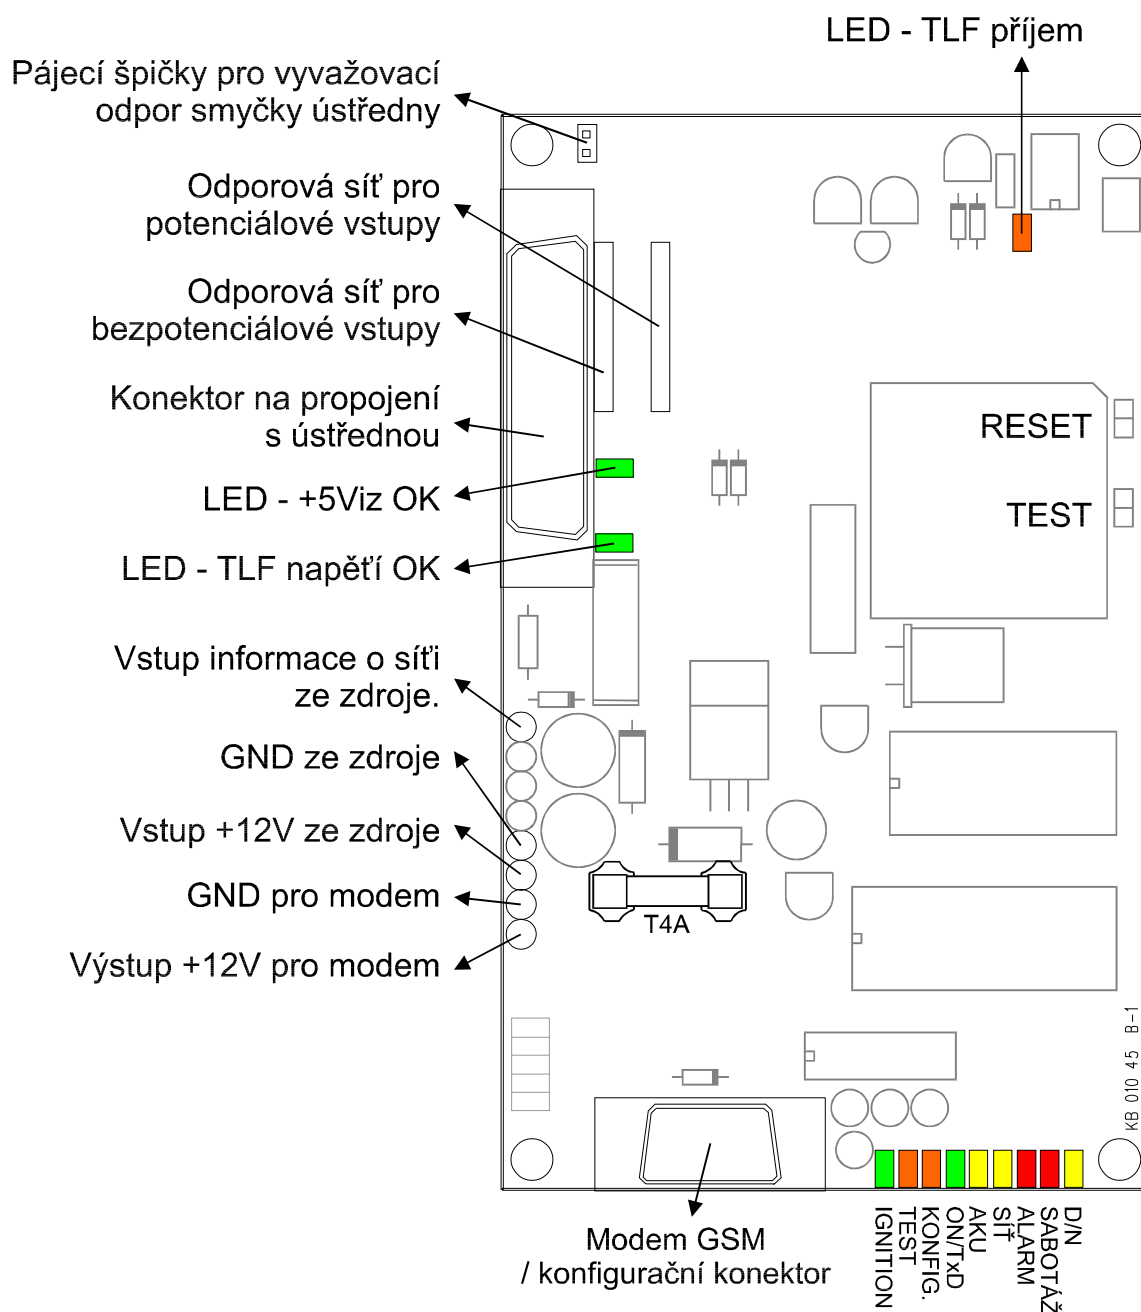 LED - TLF příjem
Pájecí špičky pro vyvažovací
odpor smyčky ústředny
Odporová síť pro
potenciálové vstupy
Odporová síť pro
bezpotenciálové vstupy
Konektor na propojení
s ústřednou
LED - +5Viz OK
LED - TLF napěťí OK
Vstup informace o síťi
ze zdroje.
GND ze zdroje
Vstup +12V ze zdroje
GND pro modem
Výstup +12V pro modem
RESET
TEST
T4A
KB 010 45 B-1
Modem GSM
/ konfigurační konektor
IGNITION
TEST
KONFIG.
ON/TxD
AKU
SÍŤ
ALARM
SABOTÁŽ
D/N